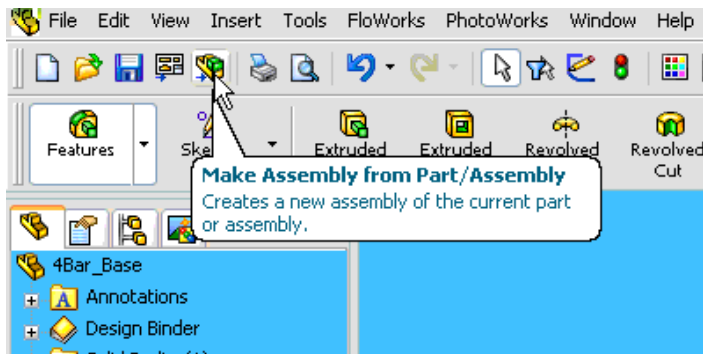 File Edit View Insert Tools FloWorks PhotoWorks Window Help
Features Extruded Extruded Revolved Revolved
Cut
Make Assembly from Part/Assembly
Creates a new assembly of the current part
or assembly.
4Bar_Base
A Annotations
Design Binder